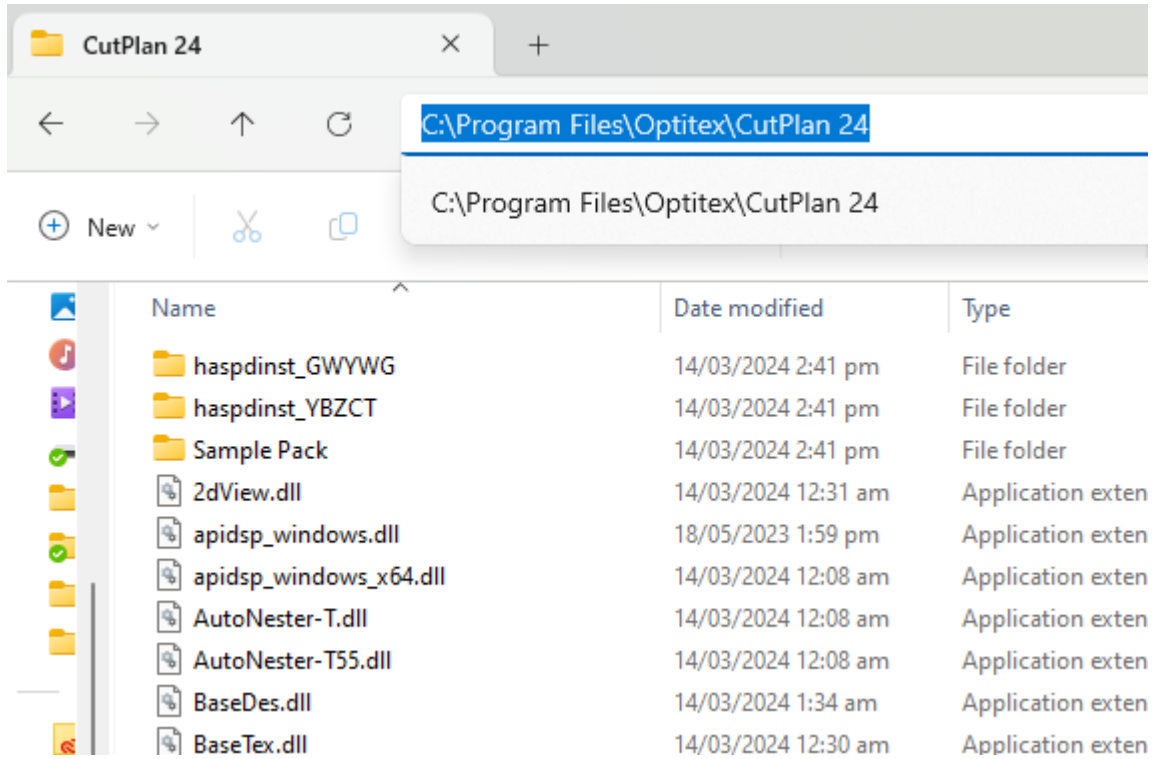 CutPlan 24
C:\Program Files\Optitex\CutPlan 24
C:\Program Files\Optitex\CutPlan 24
New
Name Date modified Type
haspdinst_GWYWG 14/03/2024 2:41 pm File folder
haspdinst_YBZCT 14/03/2024 2:41 pm File folder
Sample Pack 14/03/2024 2:41 pm File folder
2dView.dll 14/03/2024 12:31 am Application exten
apidsp_windows.dll 18/05/2023 1:59 pm Application exten
apidsp_windows_x64.dll 14/03/2024 12:08 am Application exten
AutoNester-T.dll 14/03/2024 12:08 am Application exten
AutoNester-T55.dll 14/03/2024 12:08 am Application exten
BaseDes.dll 14/03/2024 1:34 am Application exten
BaseTex.dll 14/03/2024 12:30 am Application exten